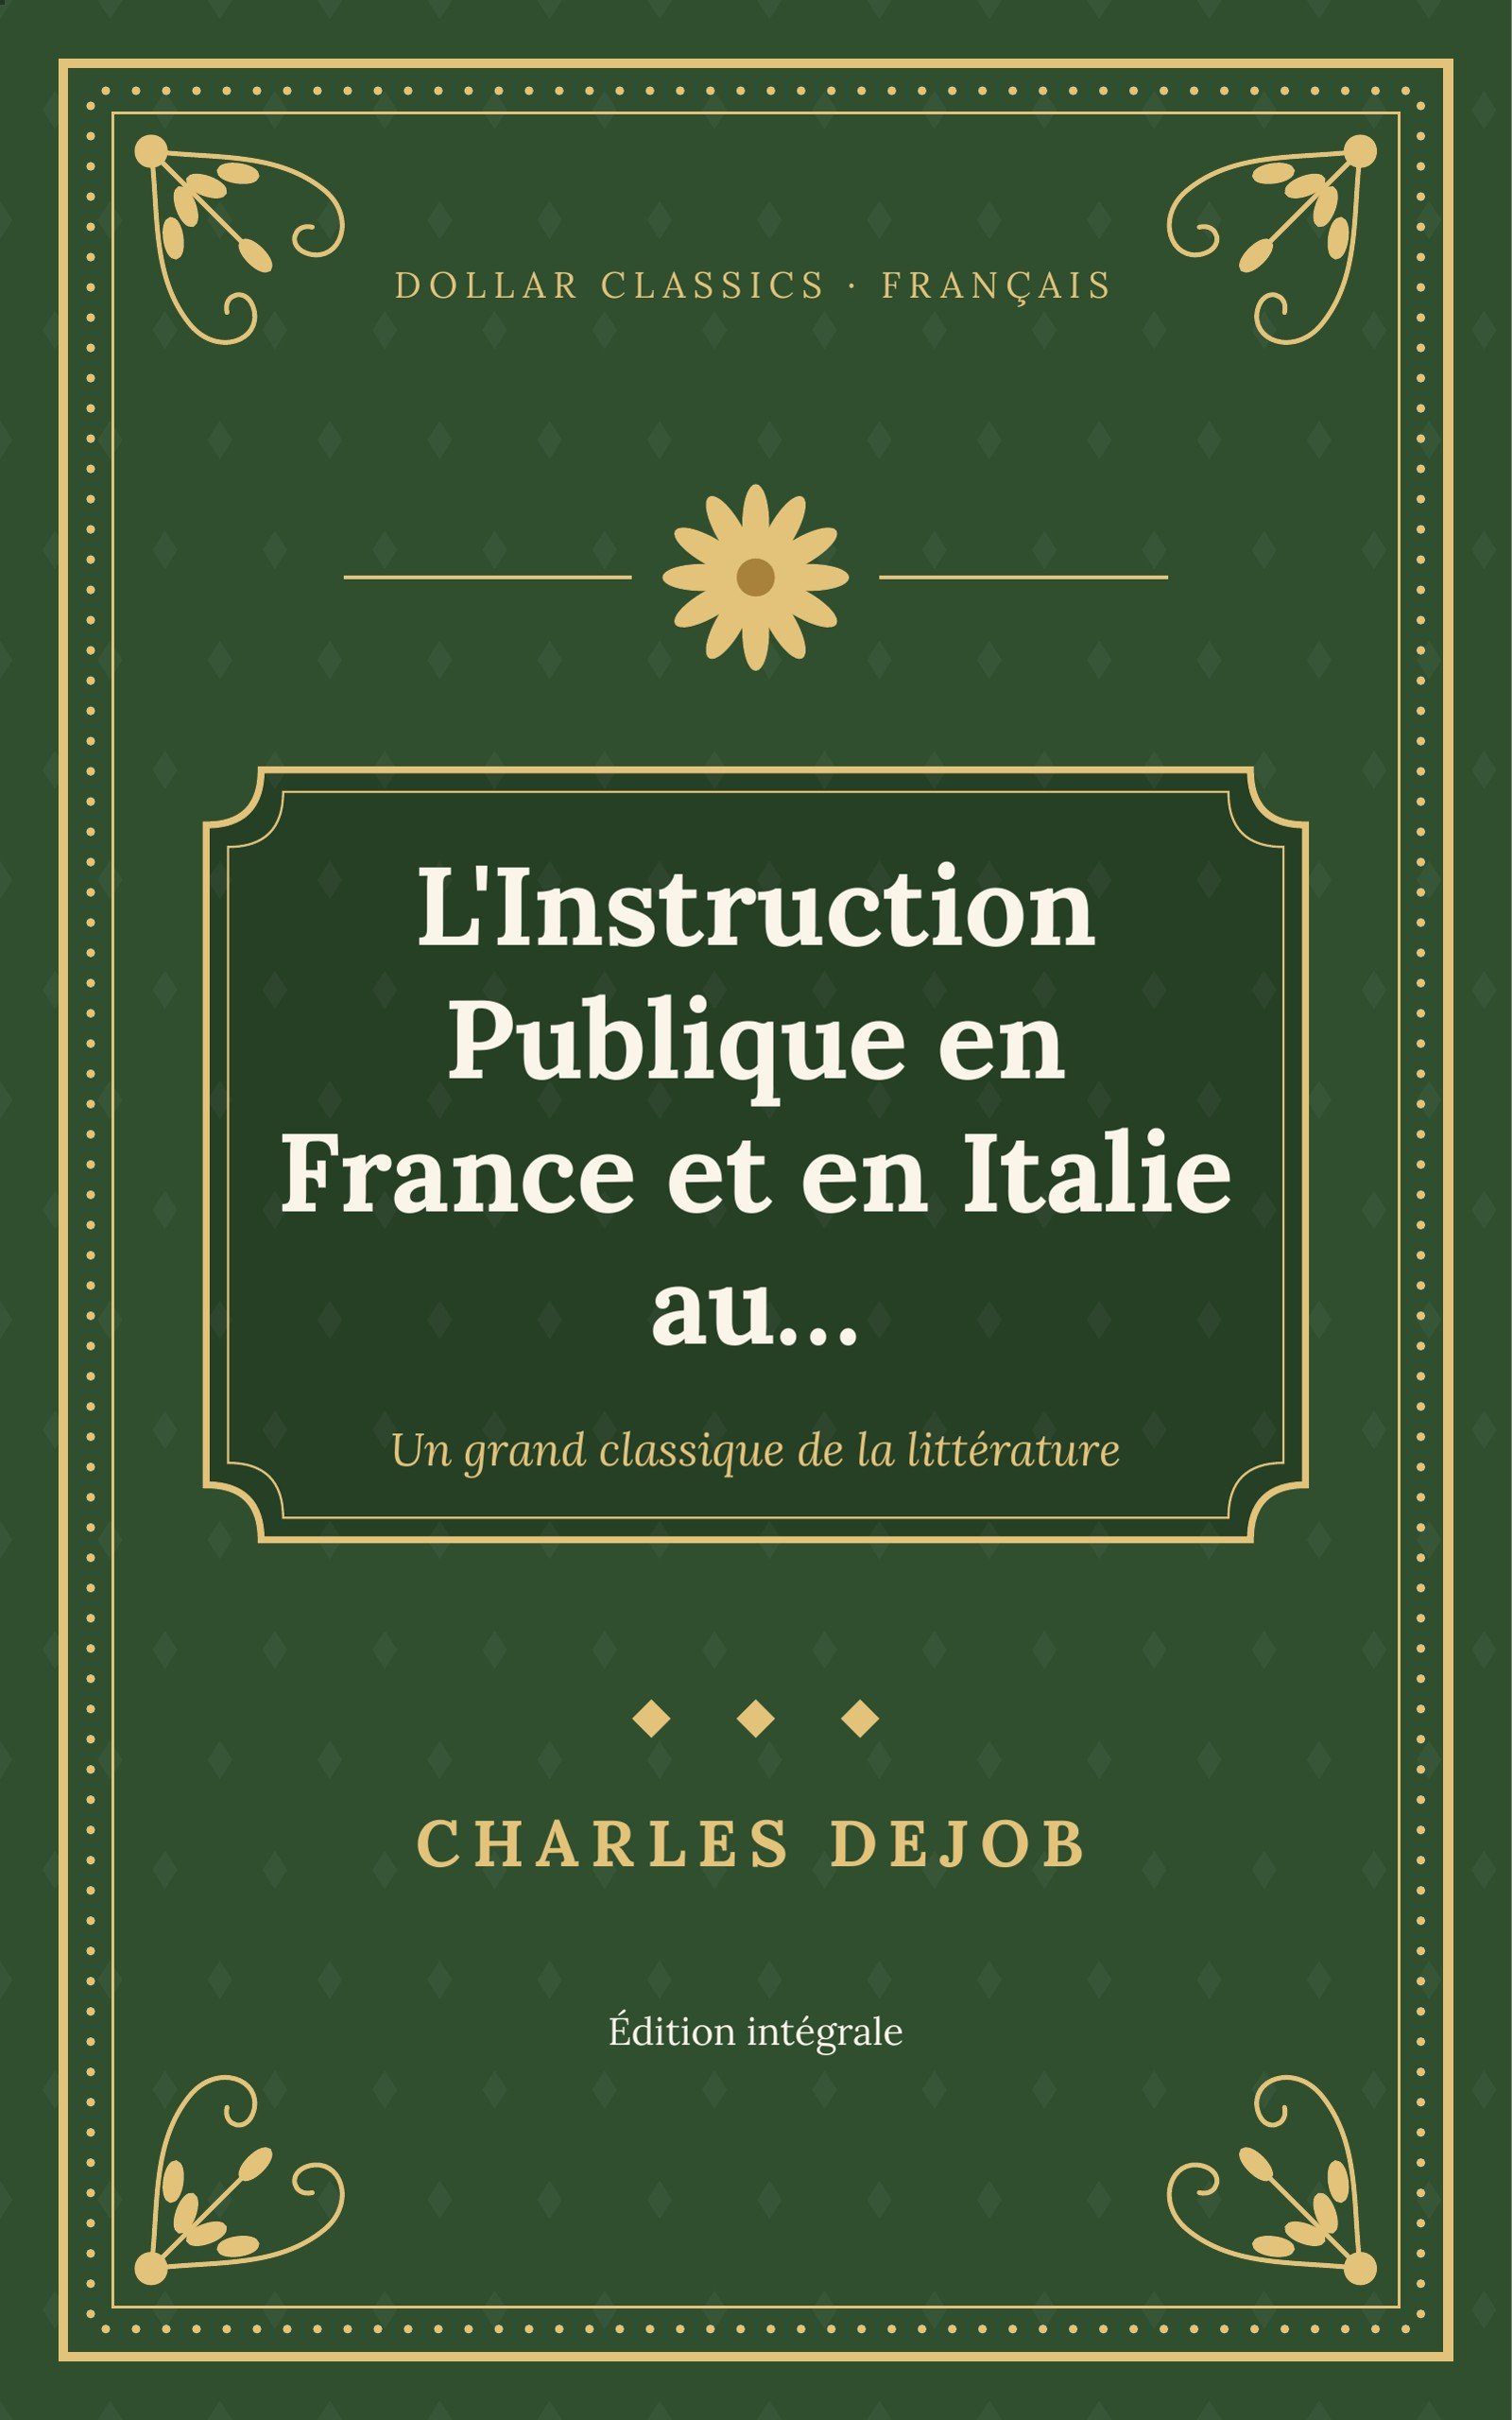 DOLLAR CLASSICS · FRANÇAIS
L'Instruction
Publique en
France et en Italie
au...
Un grand classique de la littérature
CHARLES DEJOB
Édition intégrale